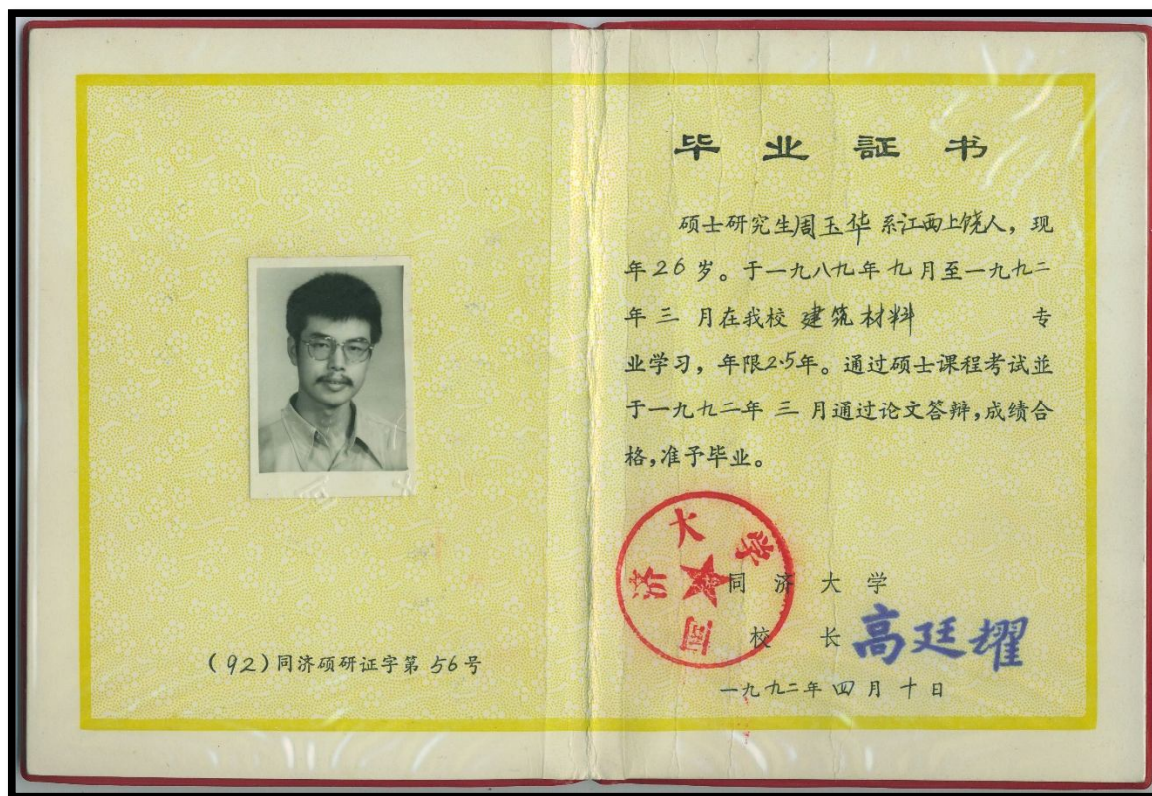 (92)同济硕研证字第56号
毕业証书
硕士研究生周玉华系江西上饶人，现
年26岁。于一九八九年九月至一九九二
年三月在我校建筑材料专
业学习，年限2·5年。通过硕士课程考试並
于一九九二年三月通过论文答辩，成绩合
格，准予毕业。
同济大学
同济大学
校长高廷耀
一九九二年四月十日